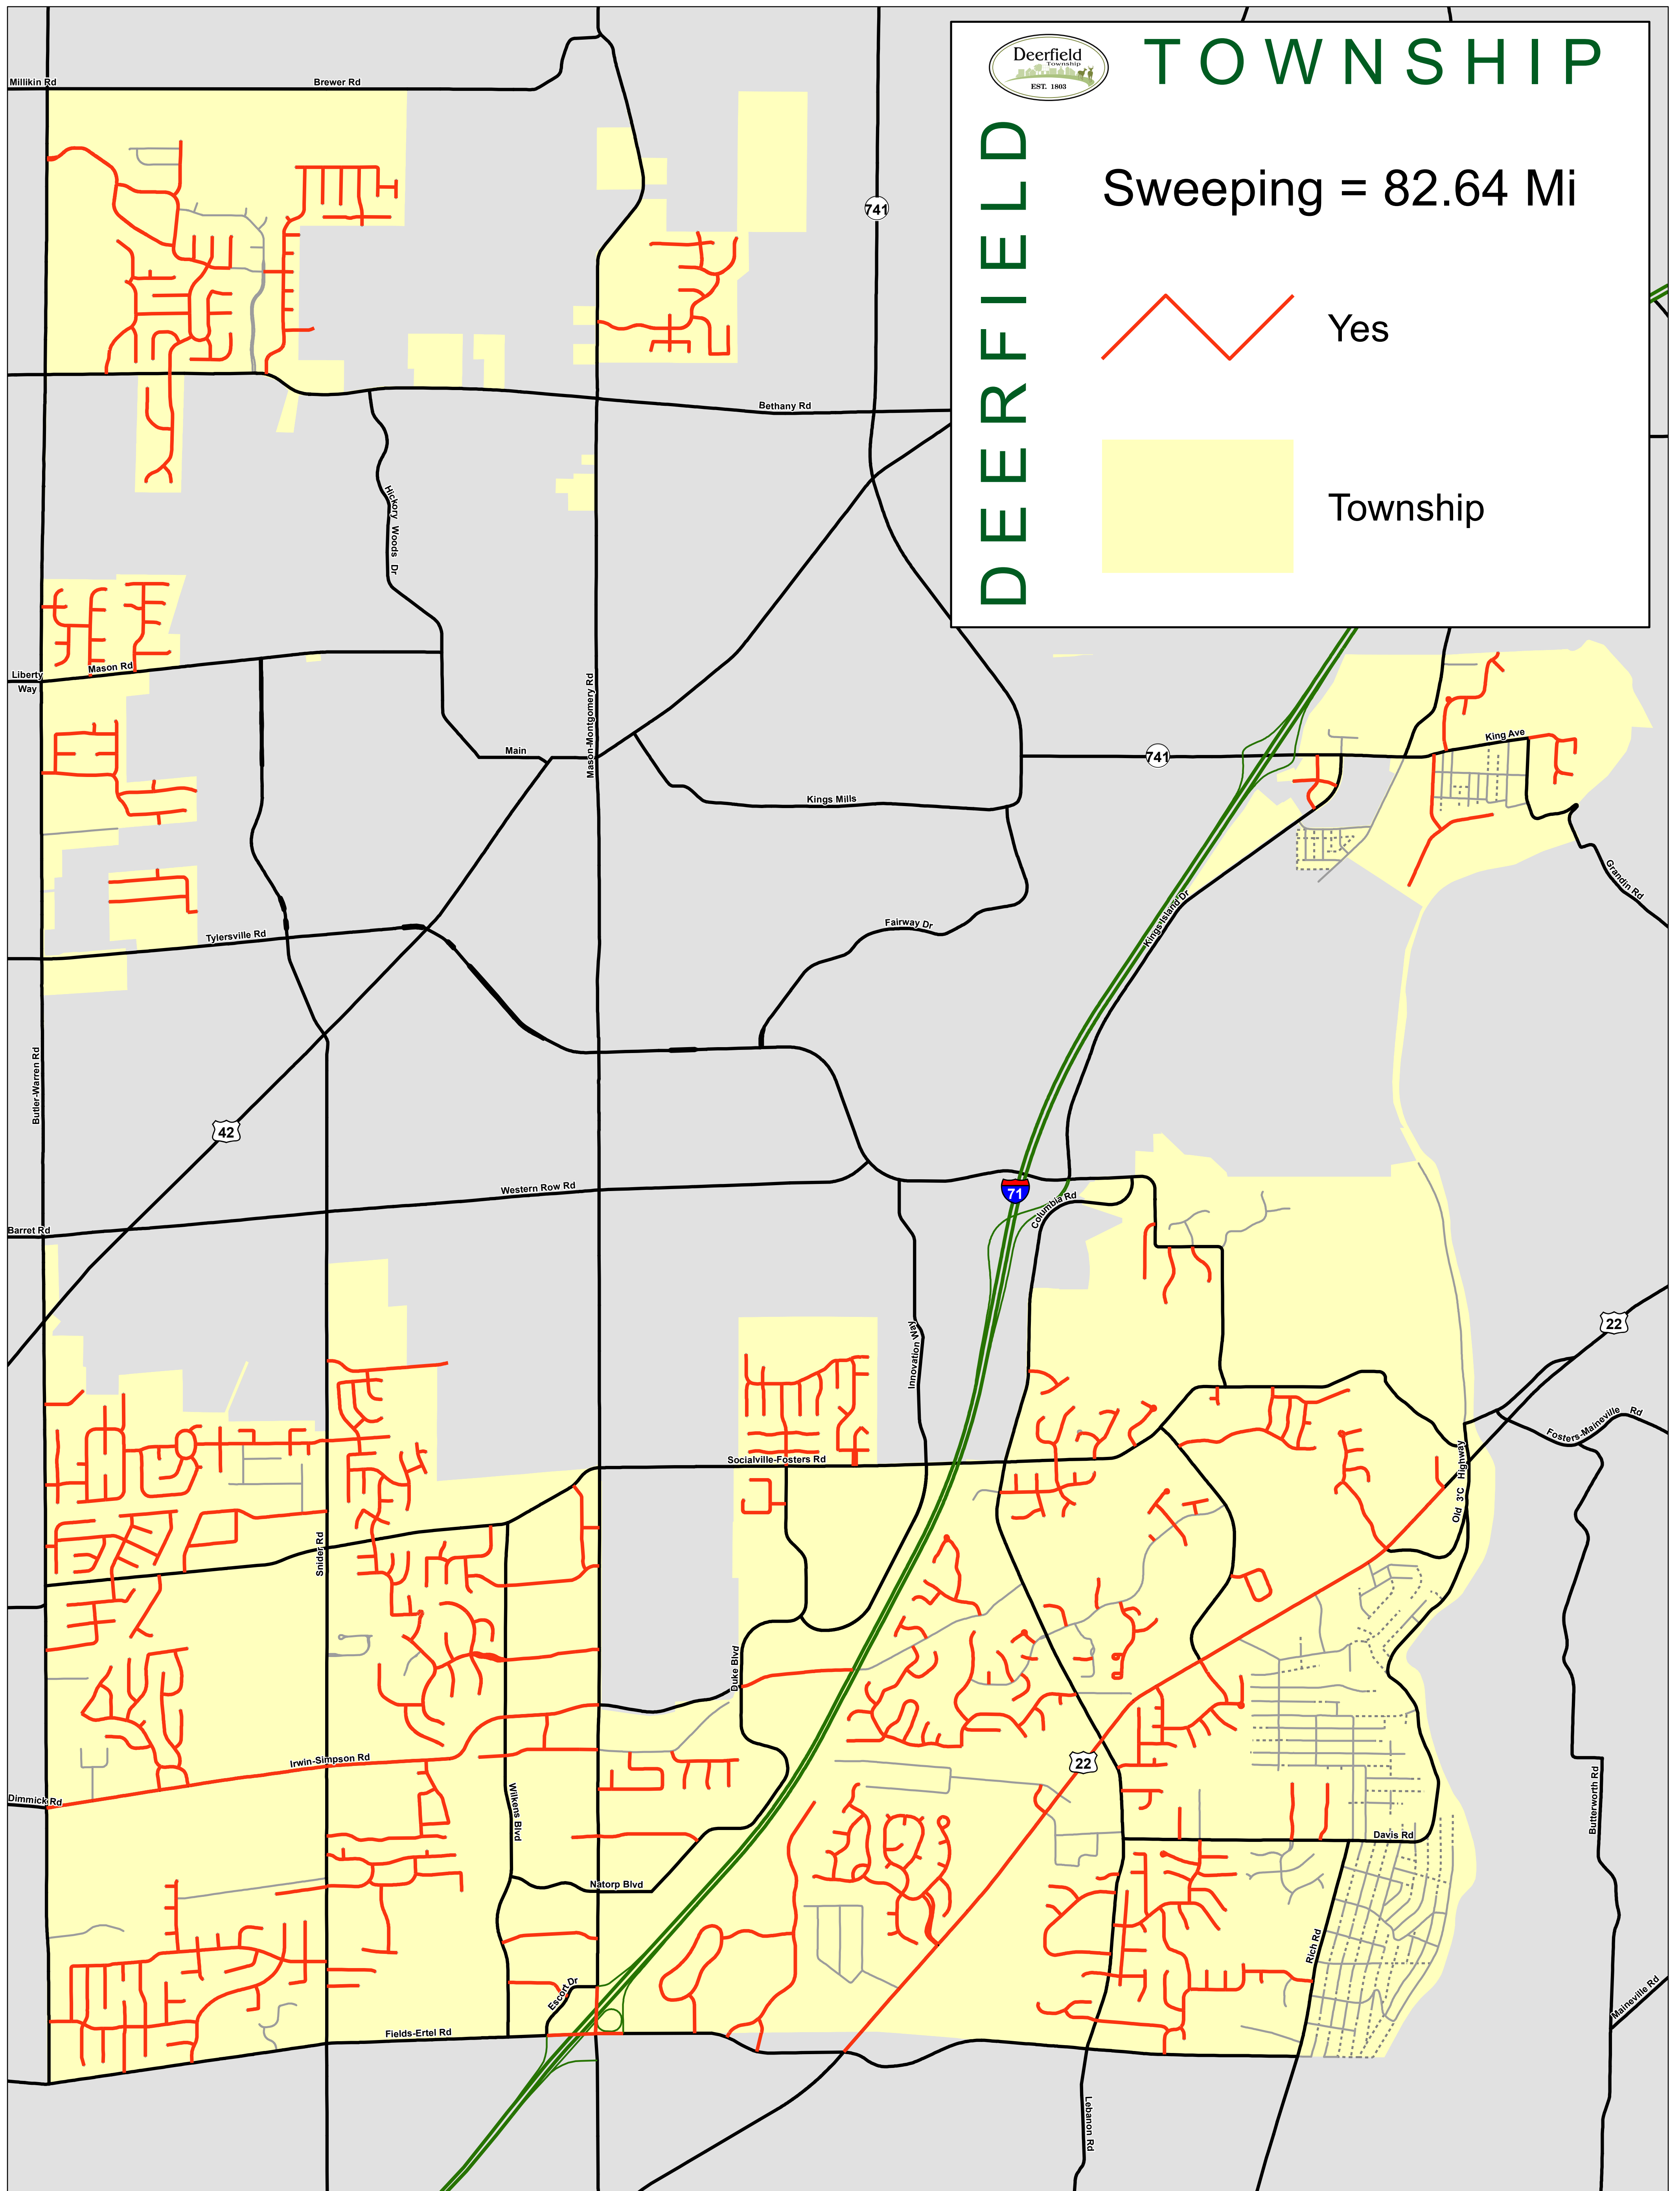 Deerfield
Township
EST. 1803
TOWNSHIP
DEERFIELD
Sweeping = 82.64 Mi
Yes
Township
Millikin Rd
Brewer Rd
741
Bethany Rd
Hickory Woods Dr
Liberty
Way
Mason Rd
Mason-Montgomery Rd
Main
741
King Ave
Kings Mills
Grandin Rd
Kings Island Dr
Fairway Dr
Tylersville Rd
Butler-Warren Rd
42
Western Row Rd
71
Columbia Rd
Barret Rd
22
Innovation Way
Fosters-Maineville Rd
Old 3'C Highway
Socialville-Fosters Rd
Snider Rd
Duke Blvd
Irwin-Simpson Rd
22
Dimmick Rd
Wilkens Blvd
Butterworth Rd
Davis Rd
Natorp Blvd
Rich Rd
Escort Dr
Maineville Rd
Fields-Ertel Rd
Lebanon Rd